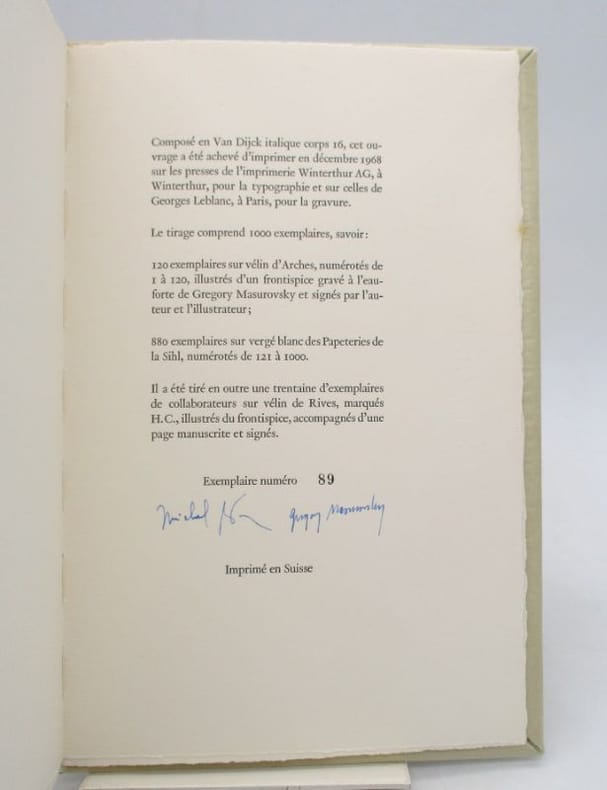 Composé en Van Dijck italique corps 16, cet ou-
vrage a été achevé d'imprimer en décembre 1968
sur les presses de l'imprimerie Winterthur AG, à
Winterthur, pour la typographie et sur celles de
Georges Leblanc, à Paris, pour la gravure.
Le tirage comprend 1000 exemplaires, savoir:
120 exemplaires sur vélin d'Arches, numérotés de
1 à 120, illustrés d'un frontispice gravé à l'eau-
forte de Gregory Masurovsky et signés par l'au-
teur et l'illustrateur;
880 exemplaires sur vergé blanc des Papeteries de
la Sihl, numérotés de 121 à 1000.
Il a été tiré en outre une trentaine d'exemplaires
de collaborateurs sur vélin de Rives, marqués
H.C., illustrés du frontispice, accompagnés d'une
page manuscrite et signés.
Exemplaire numéro 89
Michel Gregory Masurovsky
Imprimé en Suisse